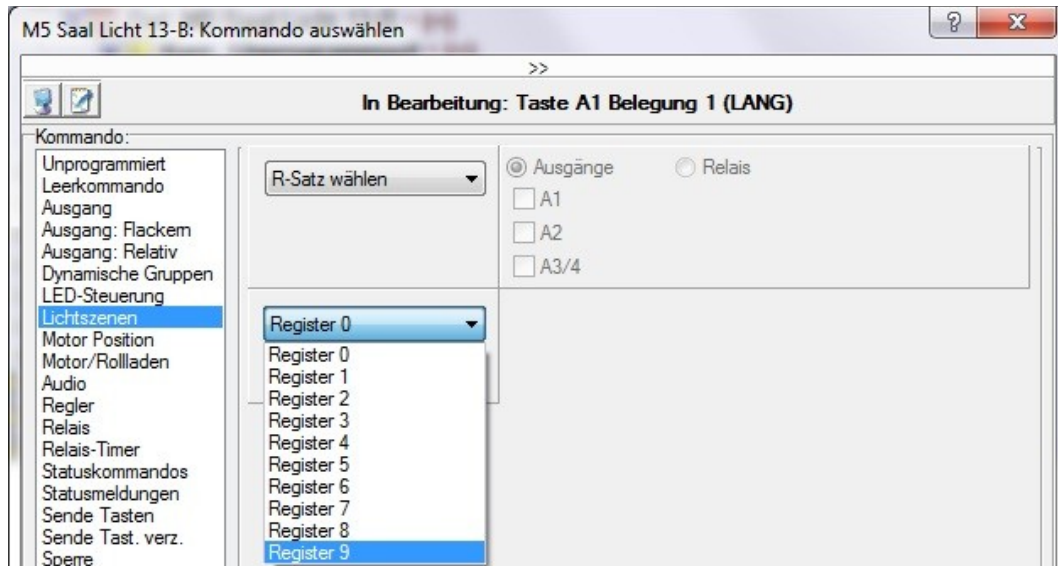 M5 Saal Licht 13-B: Kommando auswählen
>>
In Bearbeitung: Taste A1 Belegung 1 (LANG)
Kommando:
Unprogrammiert
Leerkommando
Ausgang
Ausgang: Flackern
Ausgang: Relativ
Dynamische Gruppen
LED-Steuerung
Lichtszenen
Motor Position
Motor/Rollladen
Audio
Regler
Relais
Relais-Timer
Statuskommandos
Statusmeldungen
Sende Tasten
Sende Tast. verz.
Sperre
R-Satz wählen
Ausgänge
Relais
A1
A2
A3/4
Register 0
Register 0
Register 1
Register 2
Register 3
Register 4
Register 5
Register 6
Register 7
Register 8
Register 9